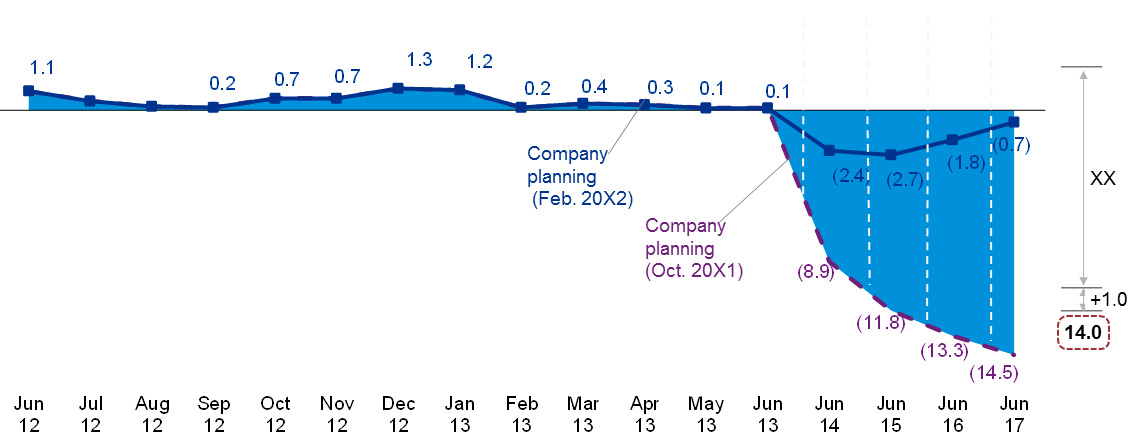 1.1
0.2
0.7
0.7
1.3
1.2
0.2
0.4
0.3
0.1
0.1
Company
planning
(Feb. 20X2)
(2.4)
(2.7)
(1.8)
(0.7)
XX
Company
planning
(Oct. 20X1)
(8.9)
(11.8)
(13.3)
(14.5)
+1.0
14.0
Jun Jul Aug Sep Oct Nov Dec Jan Feb Mar Apr May Jun Jun Jun Jun Jun
12 12 12 12 12 12 12 13 13 13 13 13 13 14 15 16 17